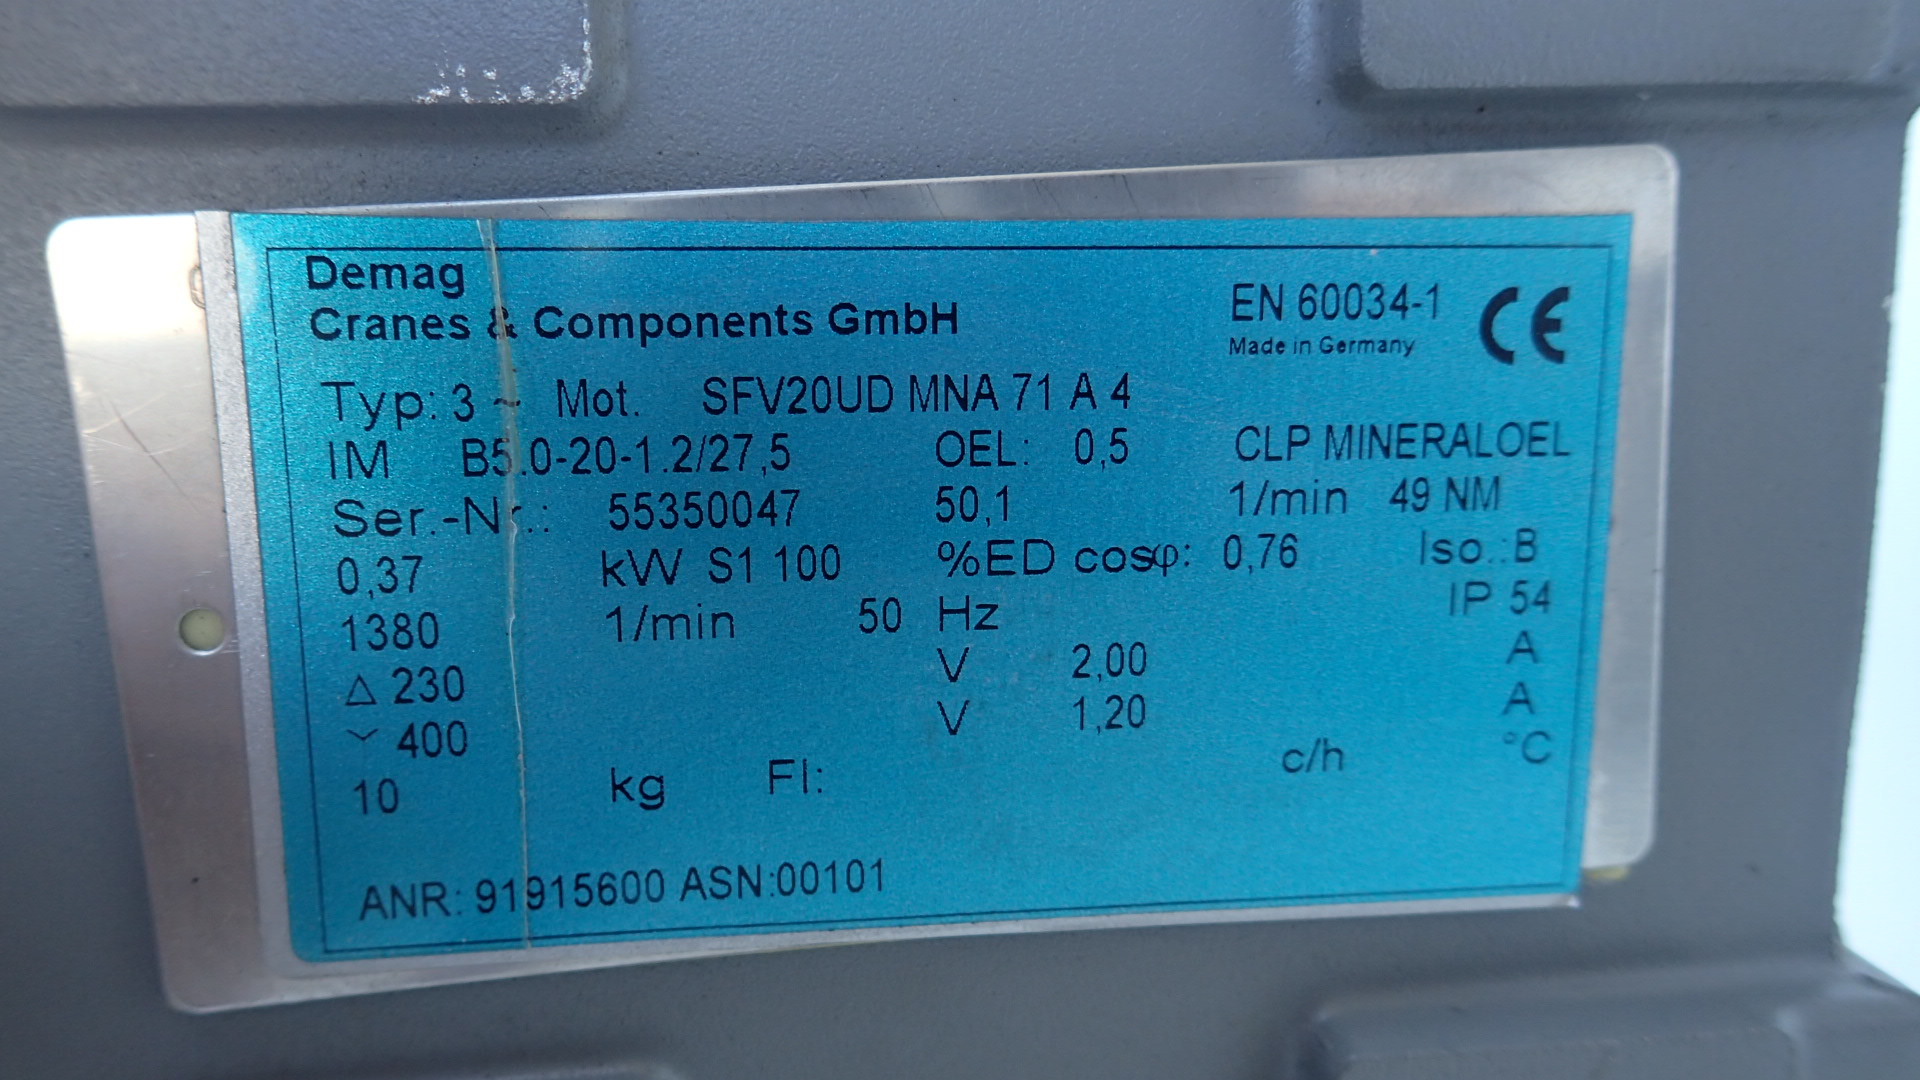 Demag
Cranes & Components GmbH
EN 60034-1
Made in Germany
CE
Typ: 3 ~ Mot. SFV20UD MNA 71 A 4
IM B5.0-20-1.2/27,5 OEL: 0,5 CLP MINERALOEL
Ser.-Nr.: 55350047 50,1 1/min 49 NM
0,37 kW S1 100 %ED cosφ: 0,76 Iso.:B
1380 1/min 50 Hz IP 54
△ 230 V 2,00 A
Y 400 V 1,20 A
10 kg FI: c/h °C
ANR: 91915600 ASN:00101